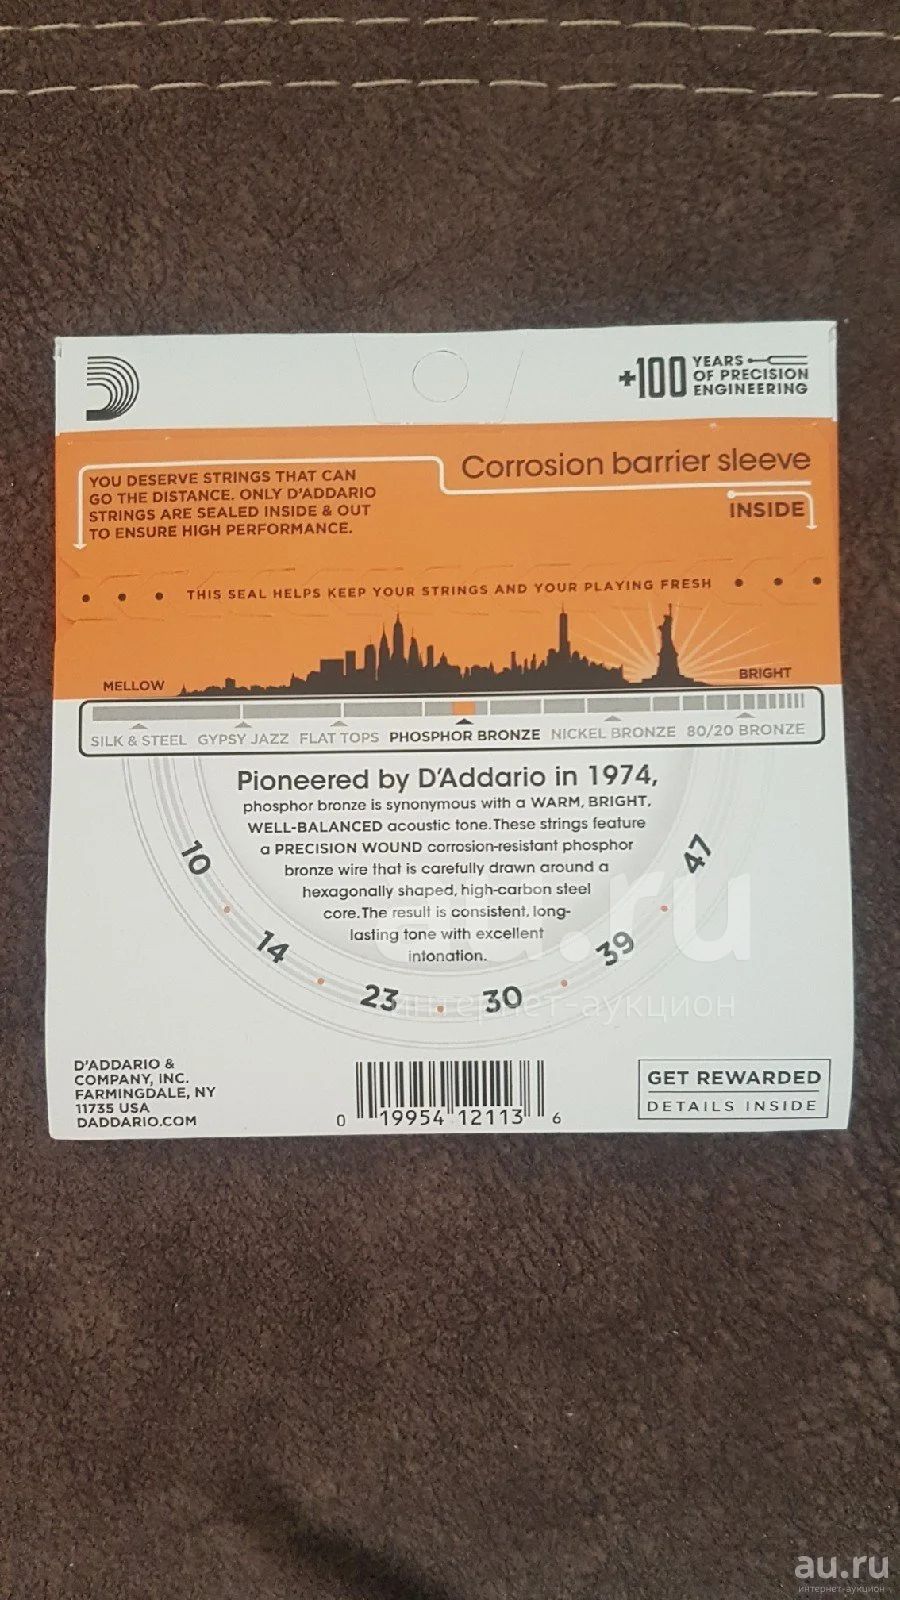 +100 YEARS
OF PRECISION
ENGINEERING
YOU DESERVE STRINGS THAT CAN
GO THE DISTANCE. ONLY D'ADDARIO
STRINGS ARE SEALED INSIDE & OUT
TO ENSURE HIGH PERFORMANCE.
Corrosion barrier sleeve
INSIDE
THIS SEAL HELPS KEEP YOUR STRINGS AND YOUR PLAYING FRESH
MELLOW
BRIGHT
SILK & STEEL GYPSY JAZZ FLAT TOPS PHOSPHOR BRONZE NICKEL BRONZE 80/20 BRONZE
Pioneered by D'Addario in 1974,
phosphor bronze is synonymous with a WARM, BRIGHT,
WELL-BALANCED acoustic tone. These strings feature
a PRECISION WOUND corrosion-resistant phosphor
bronze wire that is carefully drawn around a
hexagonally shaped, high-carbon steel
core. The result is consistent, long-
lasting tone with excellent
intonation.
10
14
23
30
39
47
au.ru
интернет-аукцион
D'ADDARIO &
COMPANY, INC.
FARMINGDALE, NY
11735 USA
DADDARIO.COM
0 19954 12113 6
GET REWARDED
DETAILS INSIDE
au.ru
интернет-аукцион